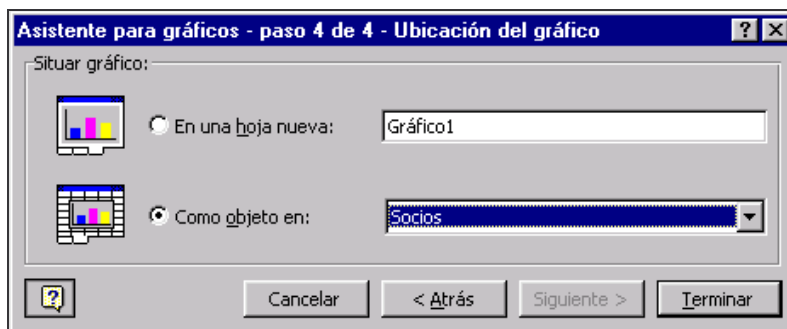 Asistente para gráficos - paso 4 de 4 - Ubicación del gráfico
Situar gráfico:
En una hoja nueva: Gráfico1
Como objeto en: Socios
Cancelar < Atrás Siguiente > Terminar